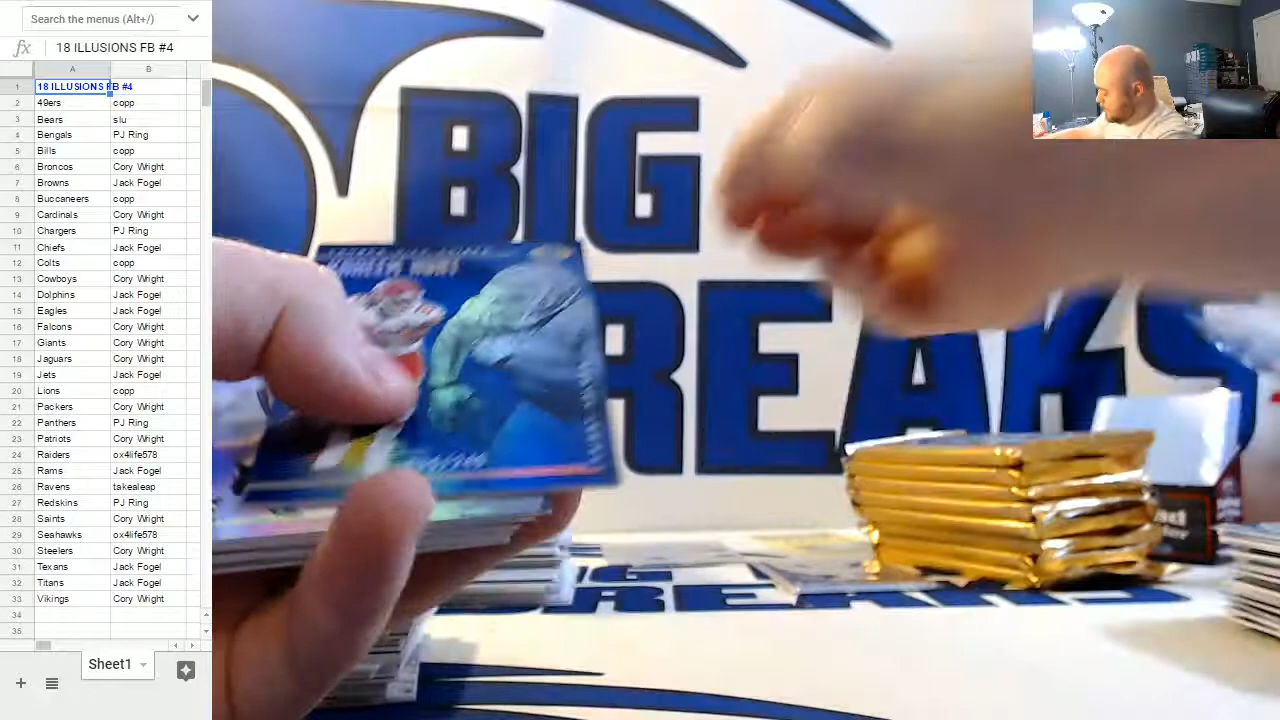 Search the menus (Alt+/)
fx 18 ILLUSIONS FB #4
A B
1 18 ILLUSIONS FB #4
2 49ers copp
3 Bears slu
4 Bengals PJ Ring
5 Bills copp
6 Broncos Cory Wright
7 Browns Jack Fogel
8 Buccaneers copp
9 Cardinals Cory Wright
10 Chargers PJ Ring
11 Chiefs Jack Fogel
12 Colts copp
13 Cowboys Cory Wright
14 Dolphins Jack Fogel
15 Eagles Jack Fogel
16 Falcons Cory Wright
17 Giants Cory Wright
18 Jaguars Cory Wright
19 Jets Jack Fogel
20 Lions copp
21 Packers Cory Wright
22 Panthers PJ Ring
23 Patriots Cory Wright
24 Raiders ox4life578
25 Rams Jack Fogel
26 Ravens takealeap
27 Redskins PJ Ring
28 Saints Cory Wright
29 Seahawks ox4life578
30 Steelers Cory Wright
31 Texans Jack Fogel
32 Titans Jack Fogel
33 Vikings Cory Wright
34
35
Sheet1
BIG
BREAKS
KAREEM HUNT
BIG BREAKS